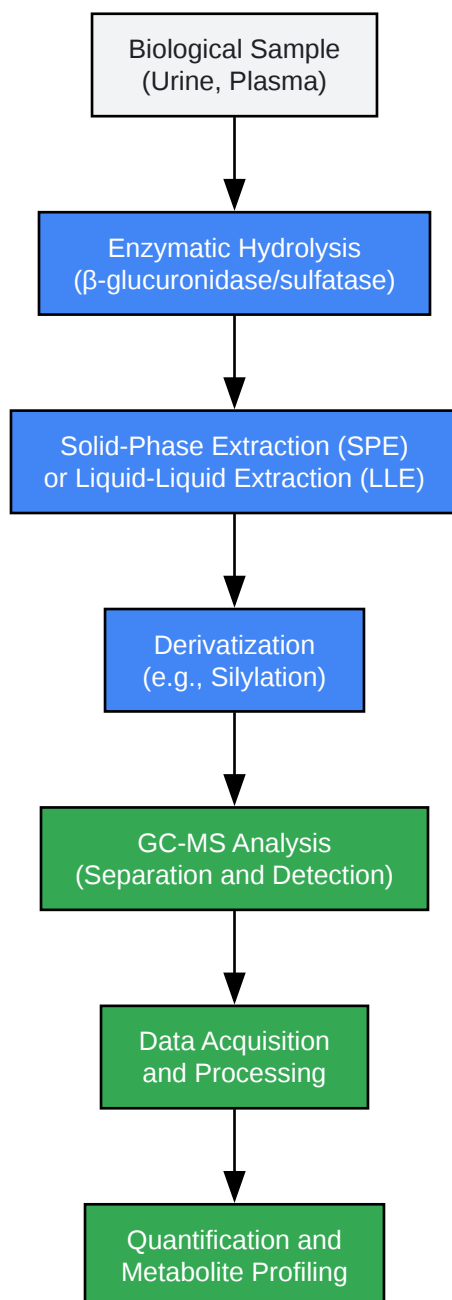 Biological Sample
(Urine, Plasma)
Enzymatic Hydrolysis
(β-glucuronidase/sulfatase)
Solid-Phase Extraction (SPE)
or Liquid-Liquid Extraction (LLE)
Derivatization
(e.g., Silylation)
GC-MS Analysis
(Separation and Detection)
Data Acquisition
and Processing
Quantification and
Metabolite Profiling